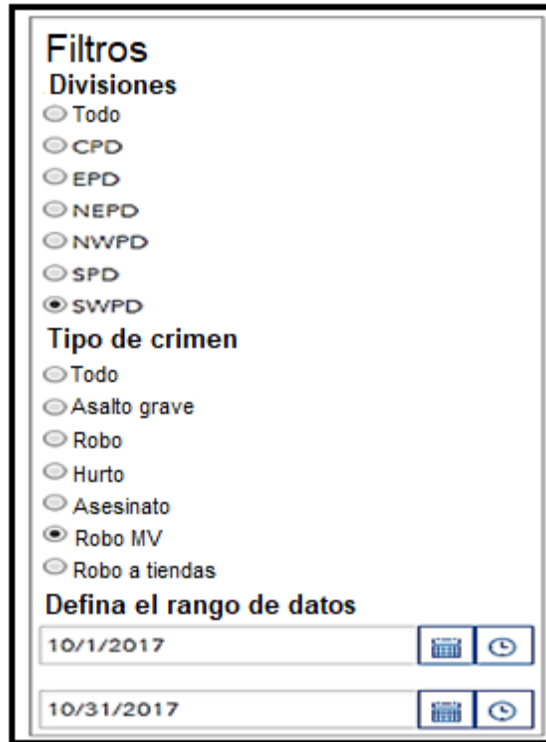 Filtros
Divisiones
Todo
CPD
EPD
NEPD
NWPD
SPD
SWPD
Tipo de crimen
Todo
Asalto grave
Robo
Hurto
Asesinato
Robo MV
Robo a tiendas
Defina el rango de datos
10/1/2017
10/31/2017